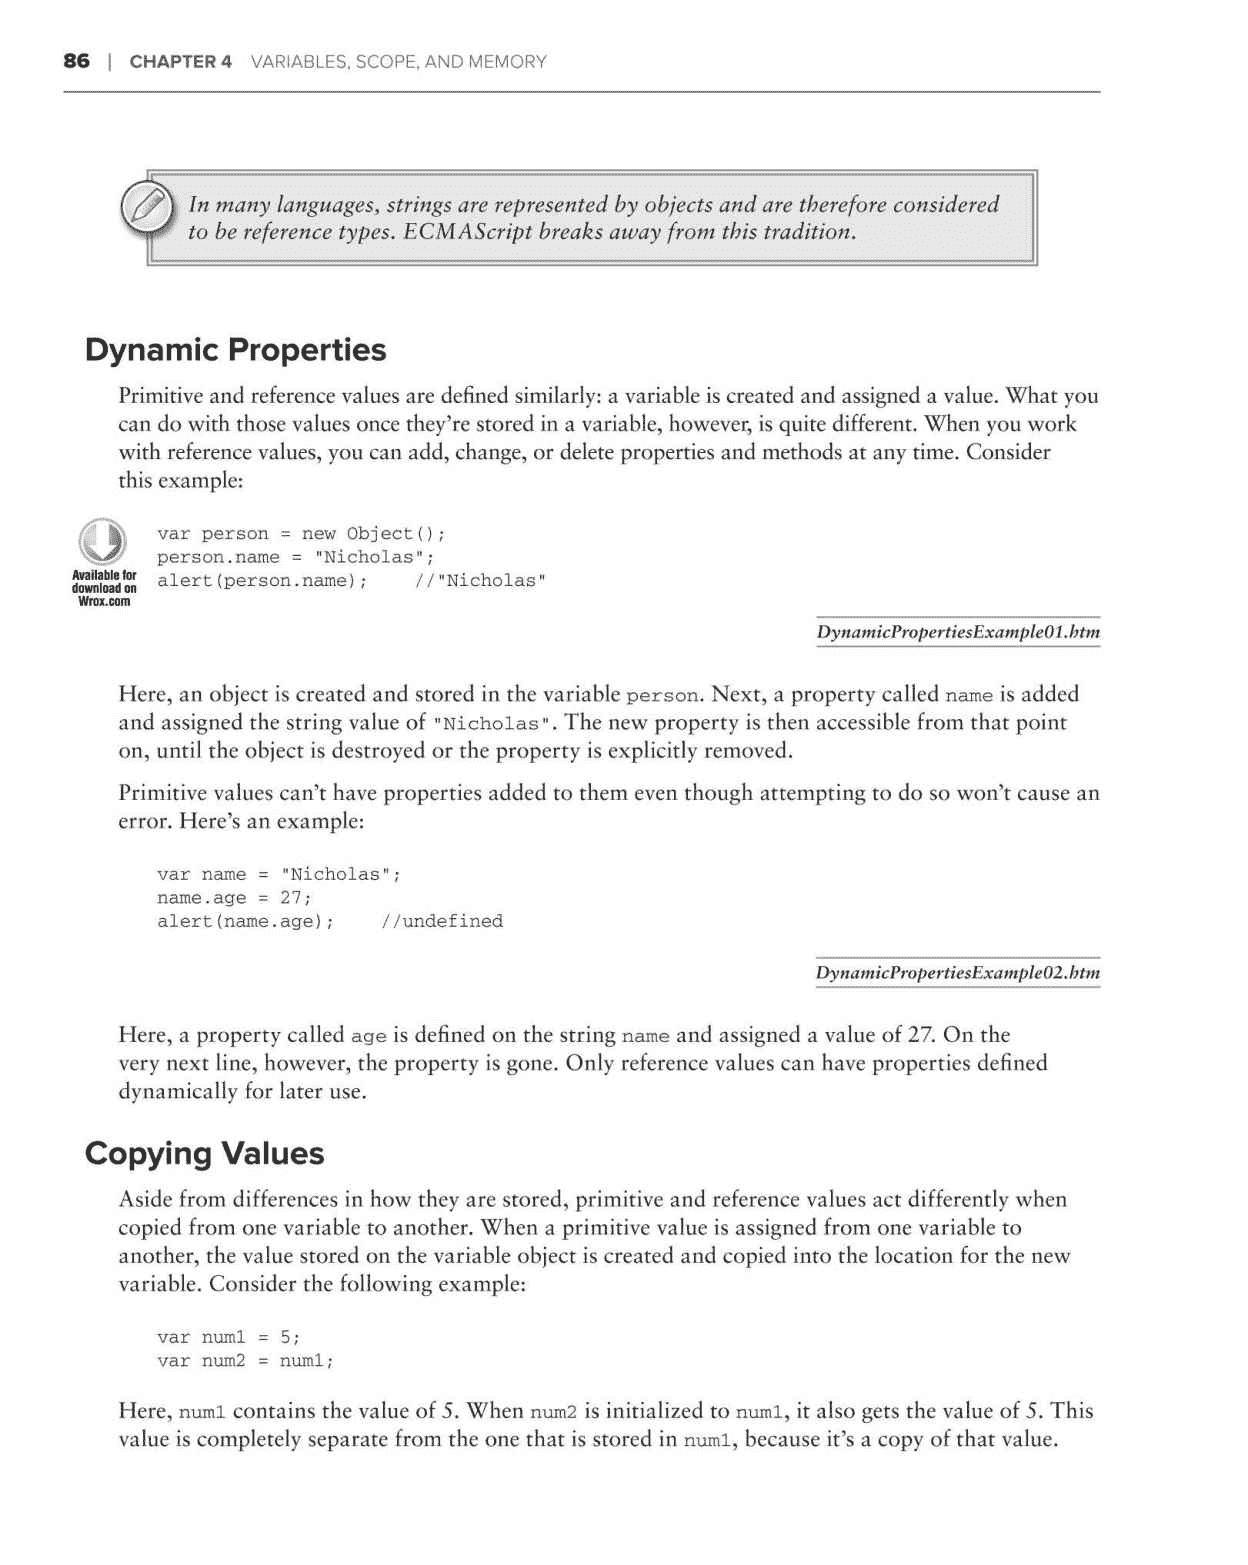 86 | CHAPTER 4 VARIABLES, SCOPE, AND MEMORY
In many languages, strings are represented by objects and are therefore considered
to be reference types. ECMAScript breaks away from this tradition.
Dynamic Properties
Primitive and reference values are defined similarly: a variable is created and assigned a value. What you
can do with those values once they're stored in a variable, however, is quite different. When you work
with reference values, you can add, change, or delete properties and methods at any time. Consider
this example:
var person = new Object();
person.name = "Nicholas";
alert(person.name);    //"Nicholas"
Available for
download on
Wrox.com
DynamicPropertiesExample01.htm
Here, an object is created and stored in the variable person. Next, a property called name is added
and assigned the string value of "Nicholas". The new property is then accessible from that point
on, until the object is destroyed or the property is explicitly removed.
Primitive values can't have properties added to them even though attempting to do so won't cause an
error. Here's an example:
var name = "Nicholas";
name.age = 27;
alert(name.age);    //undefined
DynamicPropertiesExample02.htm
Here, a property called age is defined on the string name and assigned a value of 27. On the
very next line, however, the property is gone. Only reference values can have properties defined
dynamically for later use.
Copying Values
Aside from differences in how they are stored, primitive and reference values act differently when
copied from one variable to another. When a primitive value is assigned from one variable to
another, the value stored on the variable object is created and copied into the location for the new
variable. Consider the following example:
var num1 = 5;
var num2 = num1;
Here, num1 contains the value of 5. When num2 is initialized to num1, it also gets the value of 5. This
value is completely separate from the one that is stored in num1, because it's a copy of that value.